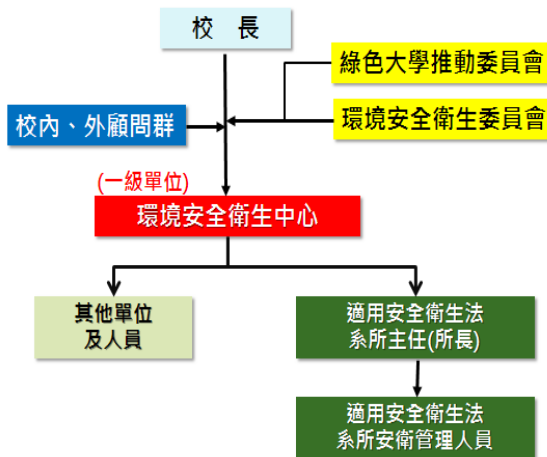 校 長
綠色大學推動委員會
校內、外顧問群
環境安全衛生委員會
(一級單位)
環境安全衛生中心
其他單位
及人員
適用安全衛生法
系所主任(所長)
適用安全衛生法
系所安衛管理人員